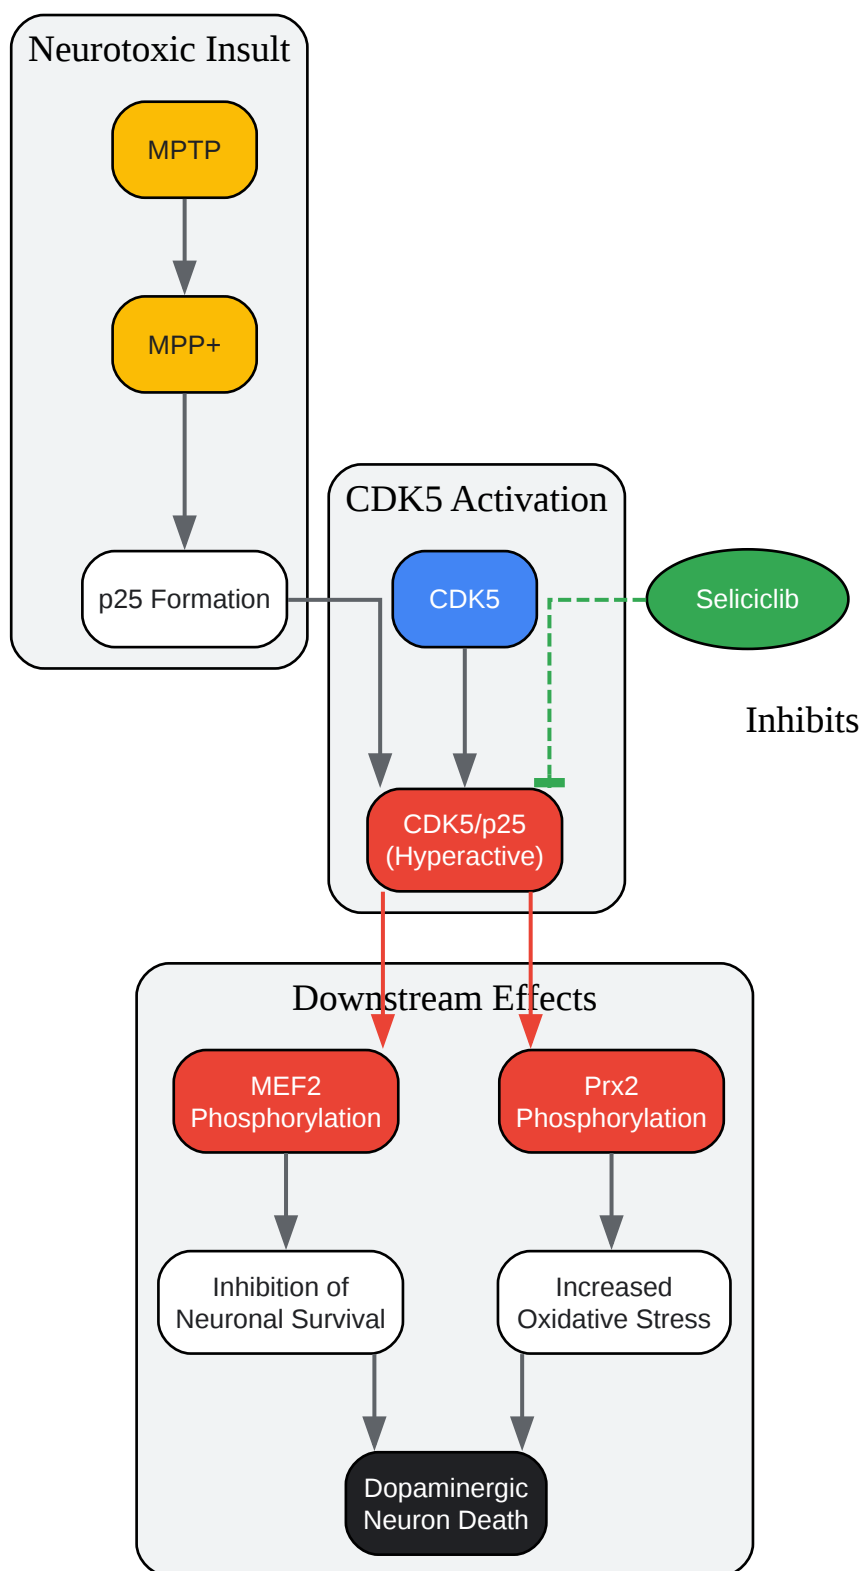 Neurotoxic Insult
MPTP
MPP+
p25 Formation
CDK5 Activation
CDK5
Seliciclib
Inhibits
CDK5/p25
(Hyperactive)
Downstream Effects
MEF2
Phosphorylation
Prx2
Phosphorylation
Inhibition of
Neuronal Survival
Increased
Oxidative Stress
Dopaminergic
Neuron Death